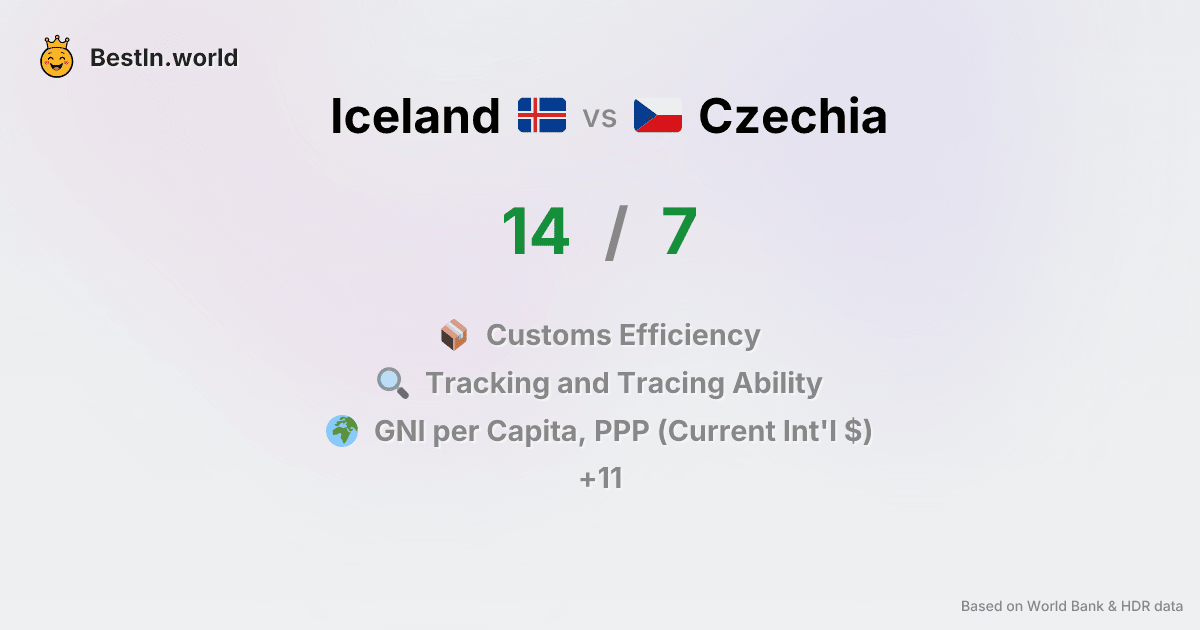 BestIn.world
Iceland vs Czechia
14 / 7
Customs Efficiency
Tracking and Tracing Ability
GNI per Capita, PPP (Current Int'l $)
+11
Based on World Bank & HDR data